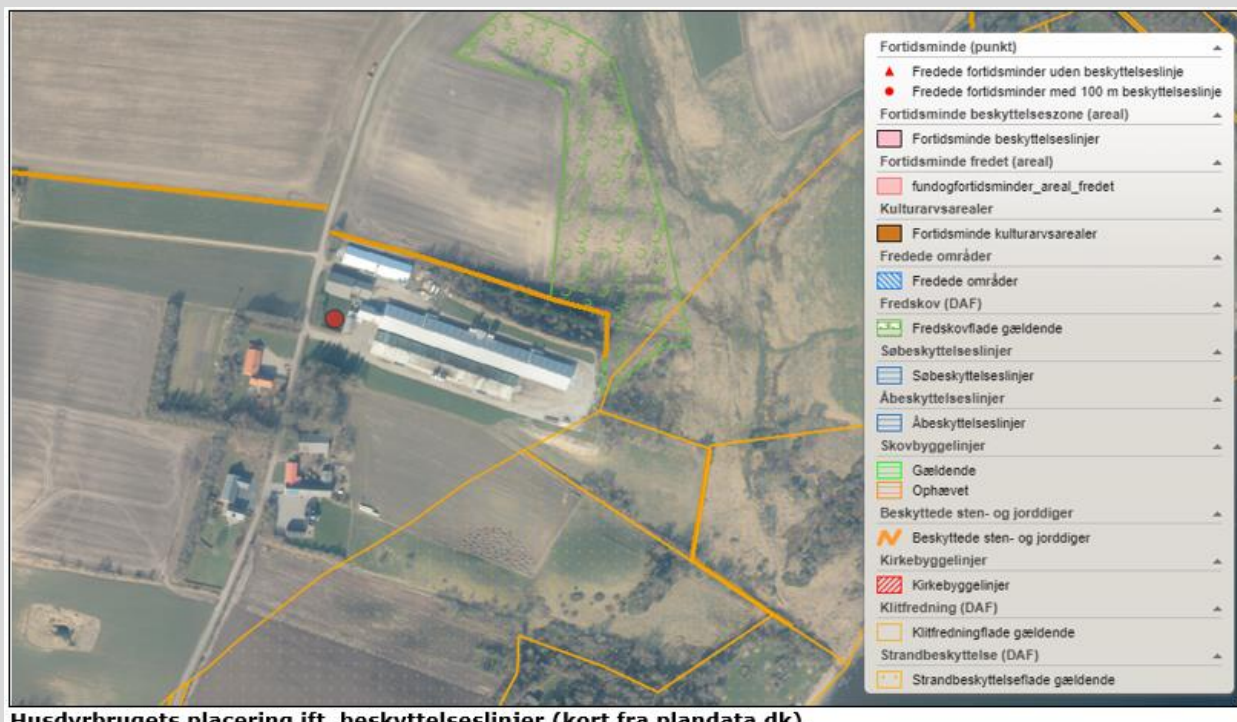 Fortidsminde (punkt)
Fredede fortidsminder uden beskyttelseslinje
Fredede fortidsminder med 100 m beskyttelseslinje
Fortidsminde beskyttelseszone (areal)
Fortidsminde beskyttelseslinjer
Fortidsminde fredet (areal)
fundogfortidsminder_areal_fredet
Kulturarvsarealer
Fortidsminde kulturarvsarealer
Fredede områder
Fredede områder
Fredskov (DAF)
Fredskovflade gældende
Søbeskyttelseslinjer
Søbeskyttelseslinjer
Åbeskyttelseslinjer
Åbeskyttelseslinjer
Skovbyggelinjer
Gældende
Ophævet
Beskyttede sten- og jorddiger
Beskyttede sten- og jorddiger
Kirkebyggelinjer
Kirkebyggelinjer
Klitfredning (DAF)
Klitfredningflade gældende
Strandbeskyttelse (DAF)
Strandbeskyttelseflade gældende
Husdyrbrugets placering ift. beskyttelseslinjer (kort fra plandata.dk)